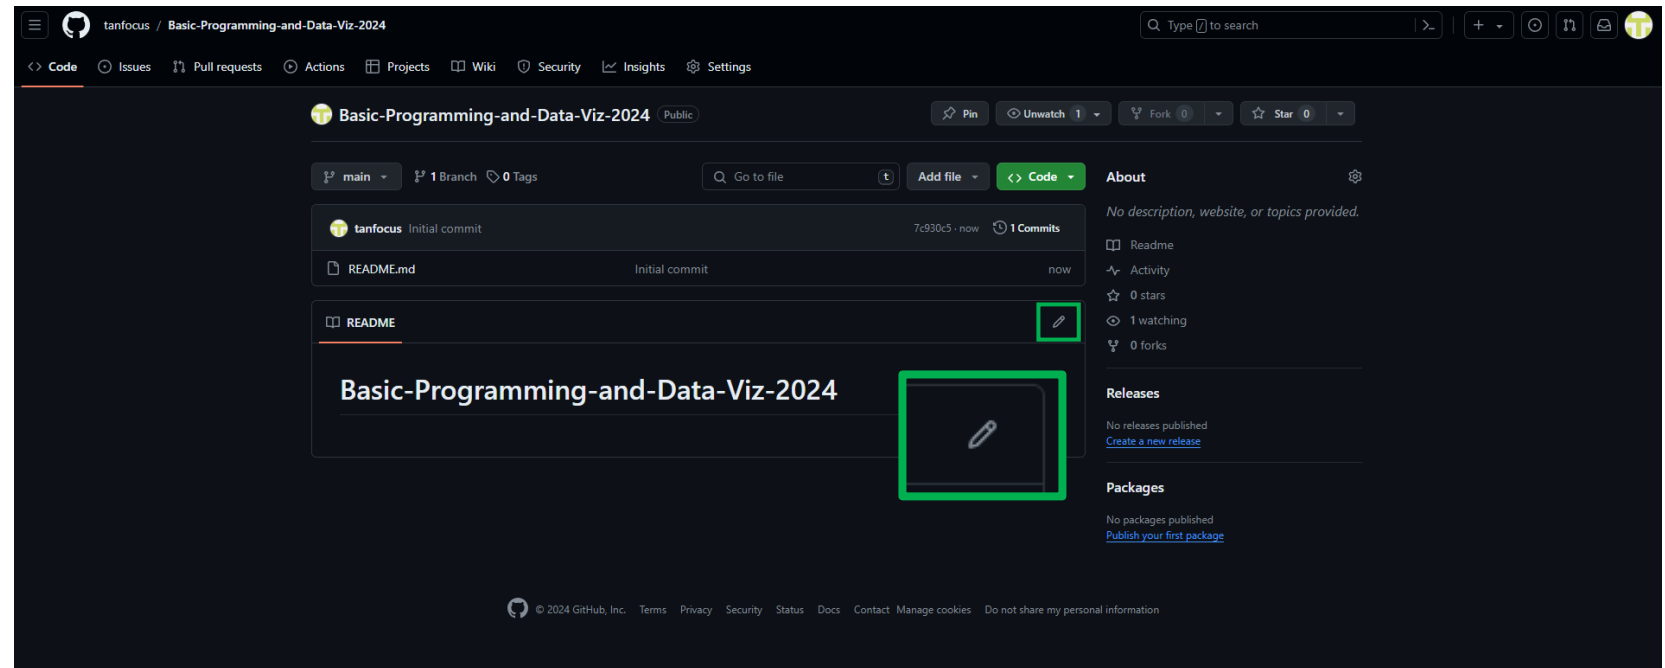 tanfocus / Basic-Programming-and-Data-Viz-2024
Type / to search
Code Issues Pull requests Actions Projects Wiki Security Insights Settings
Basic-Programming-and-Data-Viz-2024 Public
Pin Unwatch 1 Fork 0 Star 0
main 1 Branch 0 Tags Go to file t Add file Code
tanfocus Initial commit 7c930c5 · now 1 Commits
README.md Initial commit now
README
Basic-Programming-and-Data-Viz-2024
About
No description, website, or topics provided.
Readme
Activity
0 stars
1 watching
0 forks
Releases
No releases published
Create a new release
Packages
No packages published
Publish your first package
© 2024 GitHub, Inc. Terms Privacy Security Status Docs Contact Manage cookies Do not share my personal information